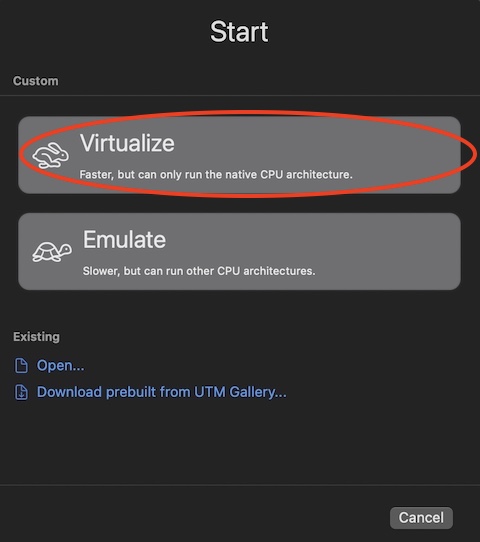 Start
Custom
Virtualize
Faster, but can only run the native CPU architecture.
Emulate
Slower, but can run other CPU architectures.
Existing
Open...
Download prebuilt from UTM Gallery...
Cancel